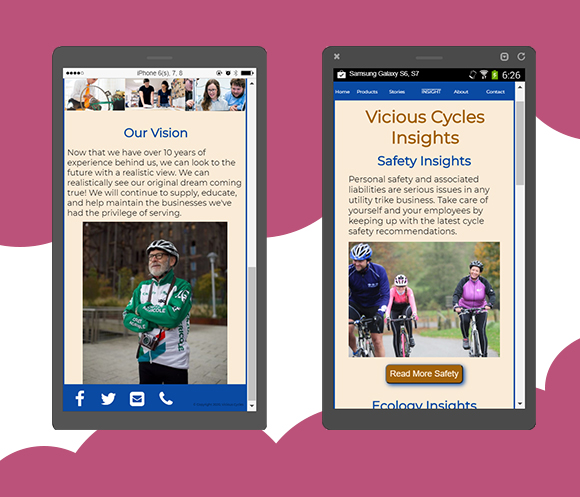 iPhone 6(s), 7, 8
Our Vision
Now that we have over 10 years of
experience behind us, we can look to the
future with a realistic view. We can
realistically see our original dream coming
true! We will continue to supply, educate,
and help maintain the businesses we've
had the privilege of serving.
Samsung Galaxy S6, S7
6:26
Home Products Stories INSIGHT About Contact
Vicious Cycles
Insights
Safety Insights
Personal safety and associated
liabilities are serious issues in any
utility trike business. Take care of
yourself and your employees by
keeping up with the latest cycle
safety recommendations.
Read More Safety
Ecology Insights